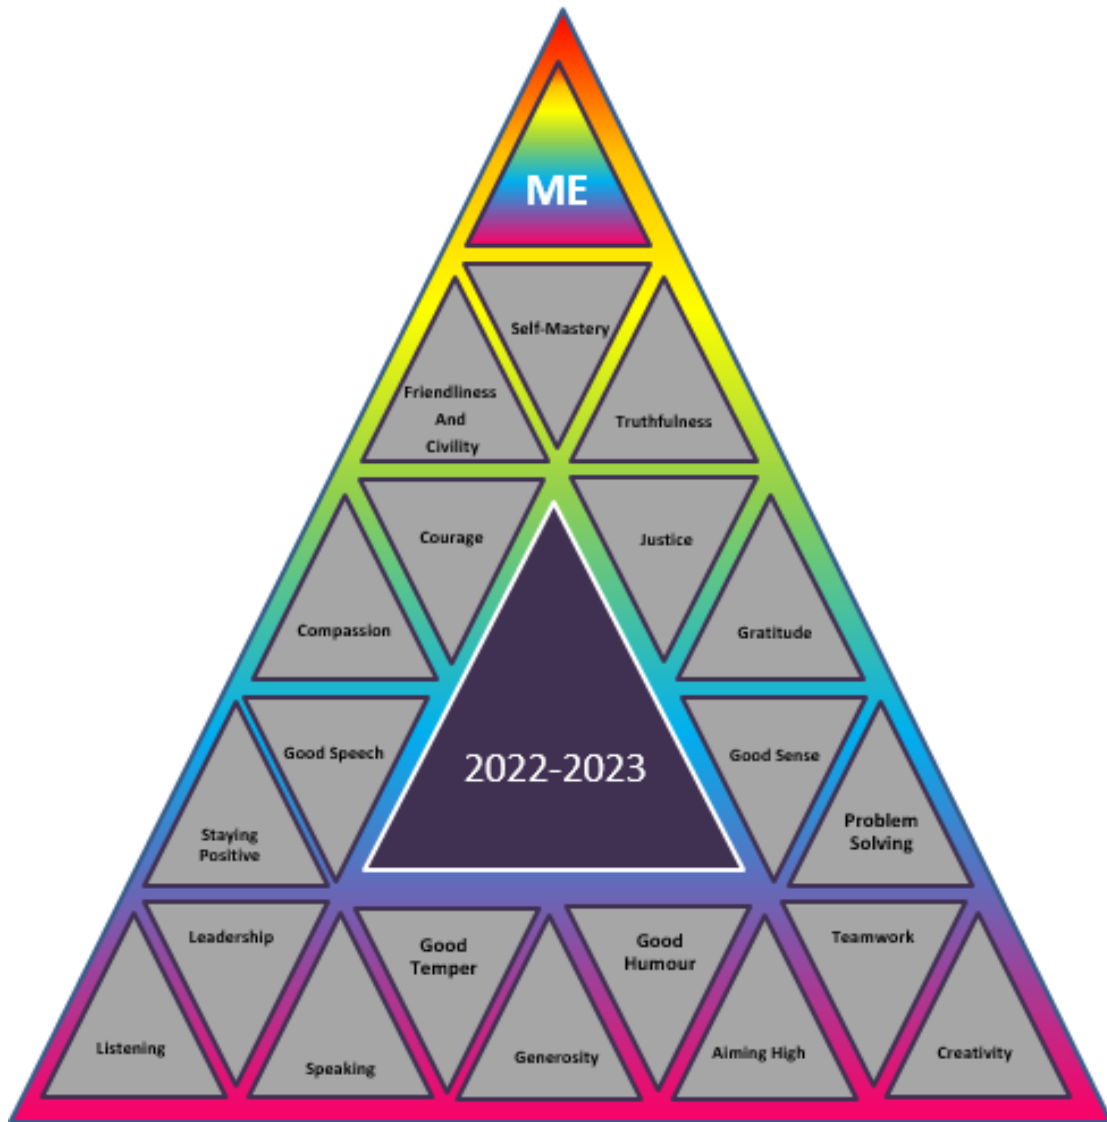 ME
Self-Mastery
Friendliness
And
Civility
Truthfulness
Courage
Justice
Compassion
Gratitude
Good Speech
Good Sense
2022-2023
Staying
Positive
Problem
Solving
Leadership
Good
Temper
Good
Humour
Teamwork
Listening
Speaking
Generosity
Aiming High
Creativity